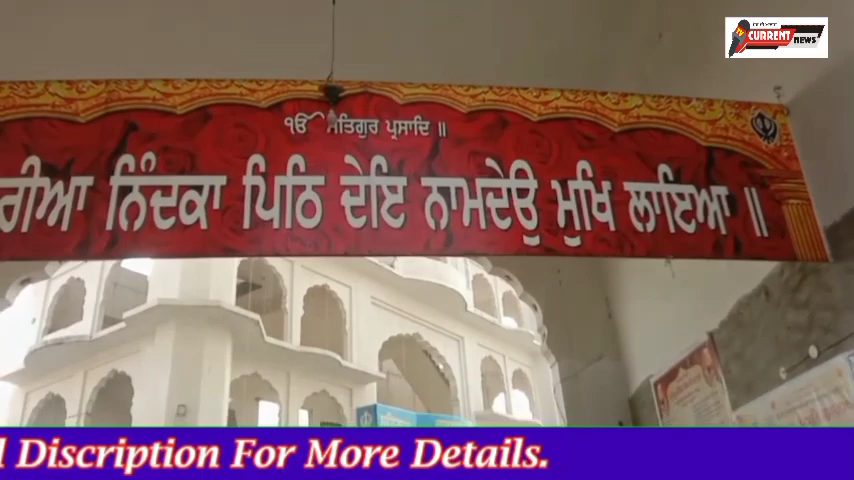 CURRENT
NEWS
ੴ ਸਤਿਗੁਰ ਪ੍ਰਸਾਦਿ ॥
ਰੀਆ ਨਿੰਦਕਾ ਪਿਠਿ ਦੇਇ ਨਾਮਦੇਉ ਮੁਖਿ ਲਾਇਆ ॥
Discription For More Details.